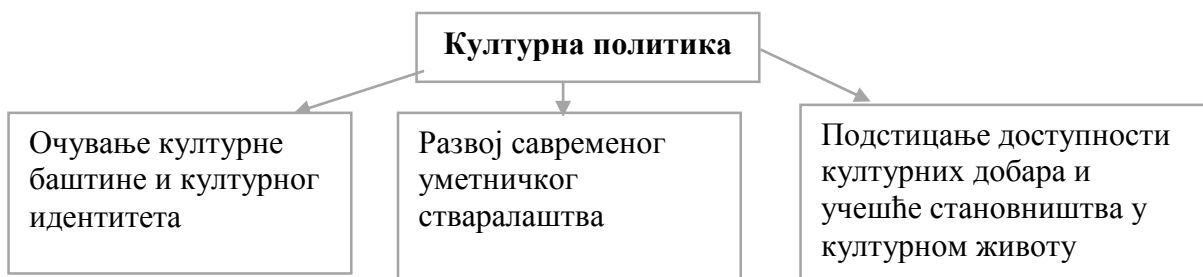 Културна политика
Очување културне
баштине и културног
идентитета
Развој савременог
уметничког
стваралаштва
Подстицање доступности
културних добара и
учешће становништва у
културном животу